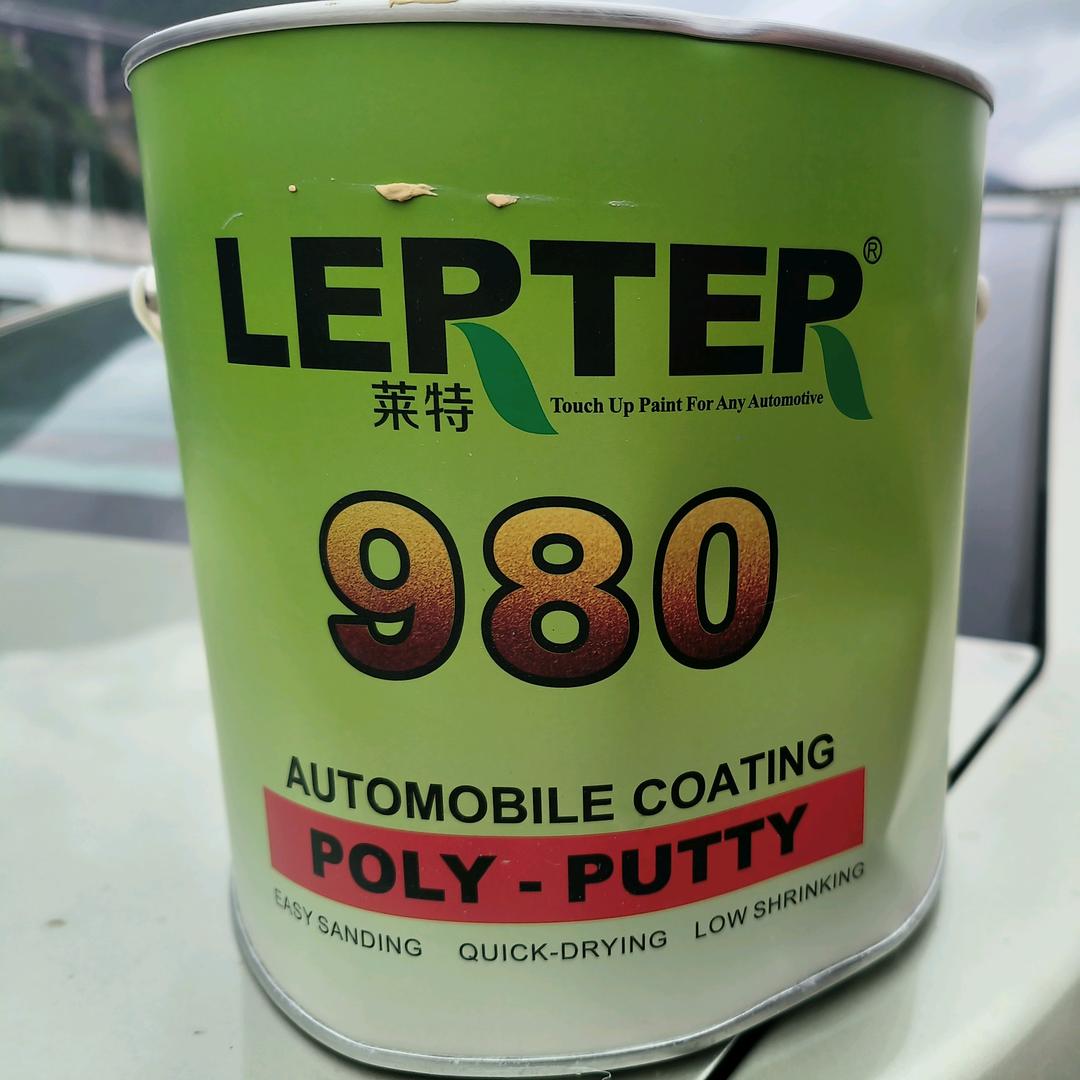 LERTER®
莱特
Touch Up Paint For Any Automotive
980
AUTOMOBILE COATING
POLY - PUTTY
EASY SANDING QUICK-DRYING LOW SHRINKING